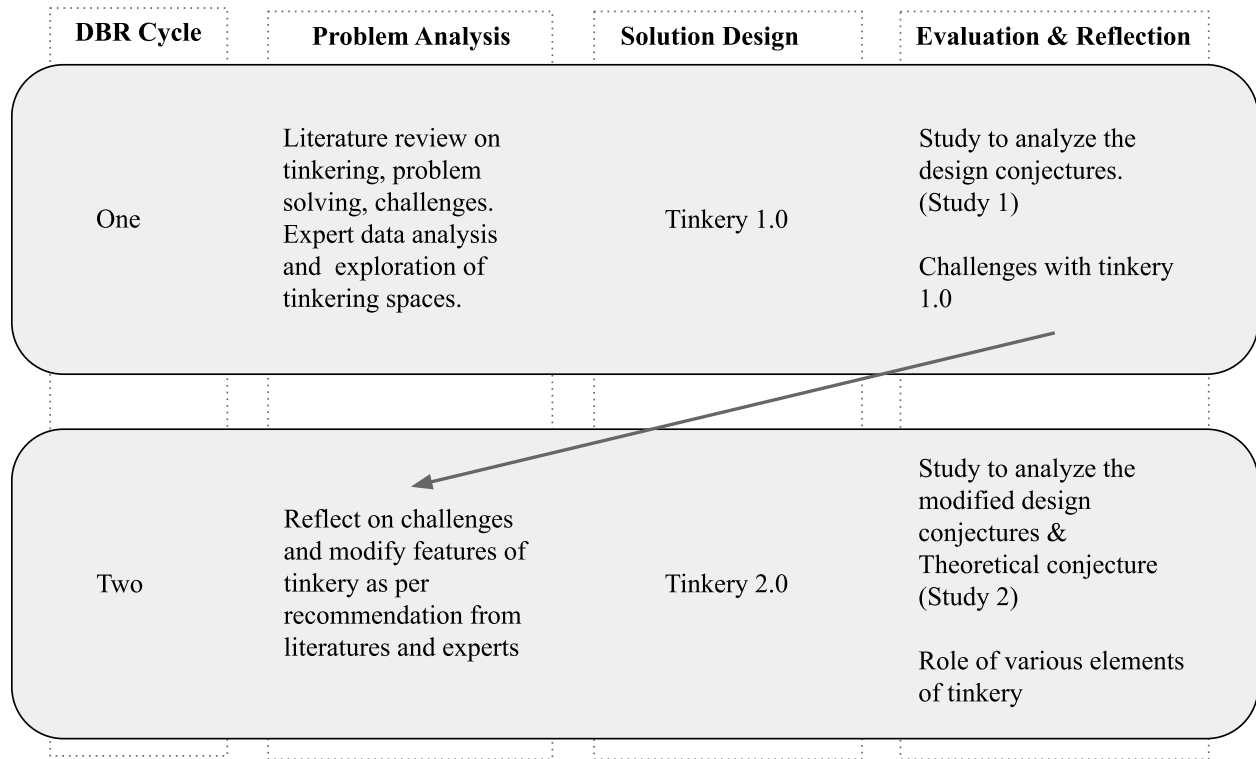 DBR Cycle
Problem Analysis
Solution Design
Evaluation & Reflection
One
Literature review on
tinkering, problem
solving, challenges.
Expert data analysis
and exploration of
tinkering spaces.
Tinkery 1.0
Study to analyze the
design conjectures.
(Study 1)
Challenges with tinkery
1.0
Two
Reflect on challenges
and modify features of
tinkery as per
recommendation from
literatures and experts
Tinkery 2.0
Study to analyze the
modified design
conjectures &
Theoretical conjecture
(Study 2)
Role of various elements
of tinkery